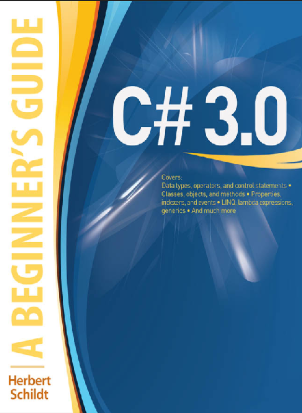 A BEGINNER'S GUIDE
C# 3.0
Covers:
Data types, operators, and control statements •
Classes, objects, and methods • Properties,
indexers, and events • LINQ, lambda expressions,
generics • And much more
Herbert
Schildt